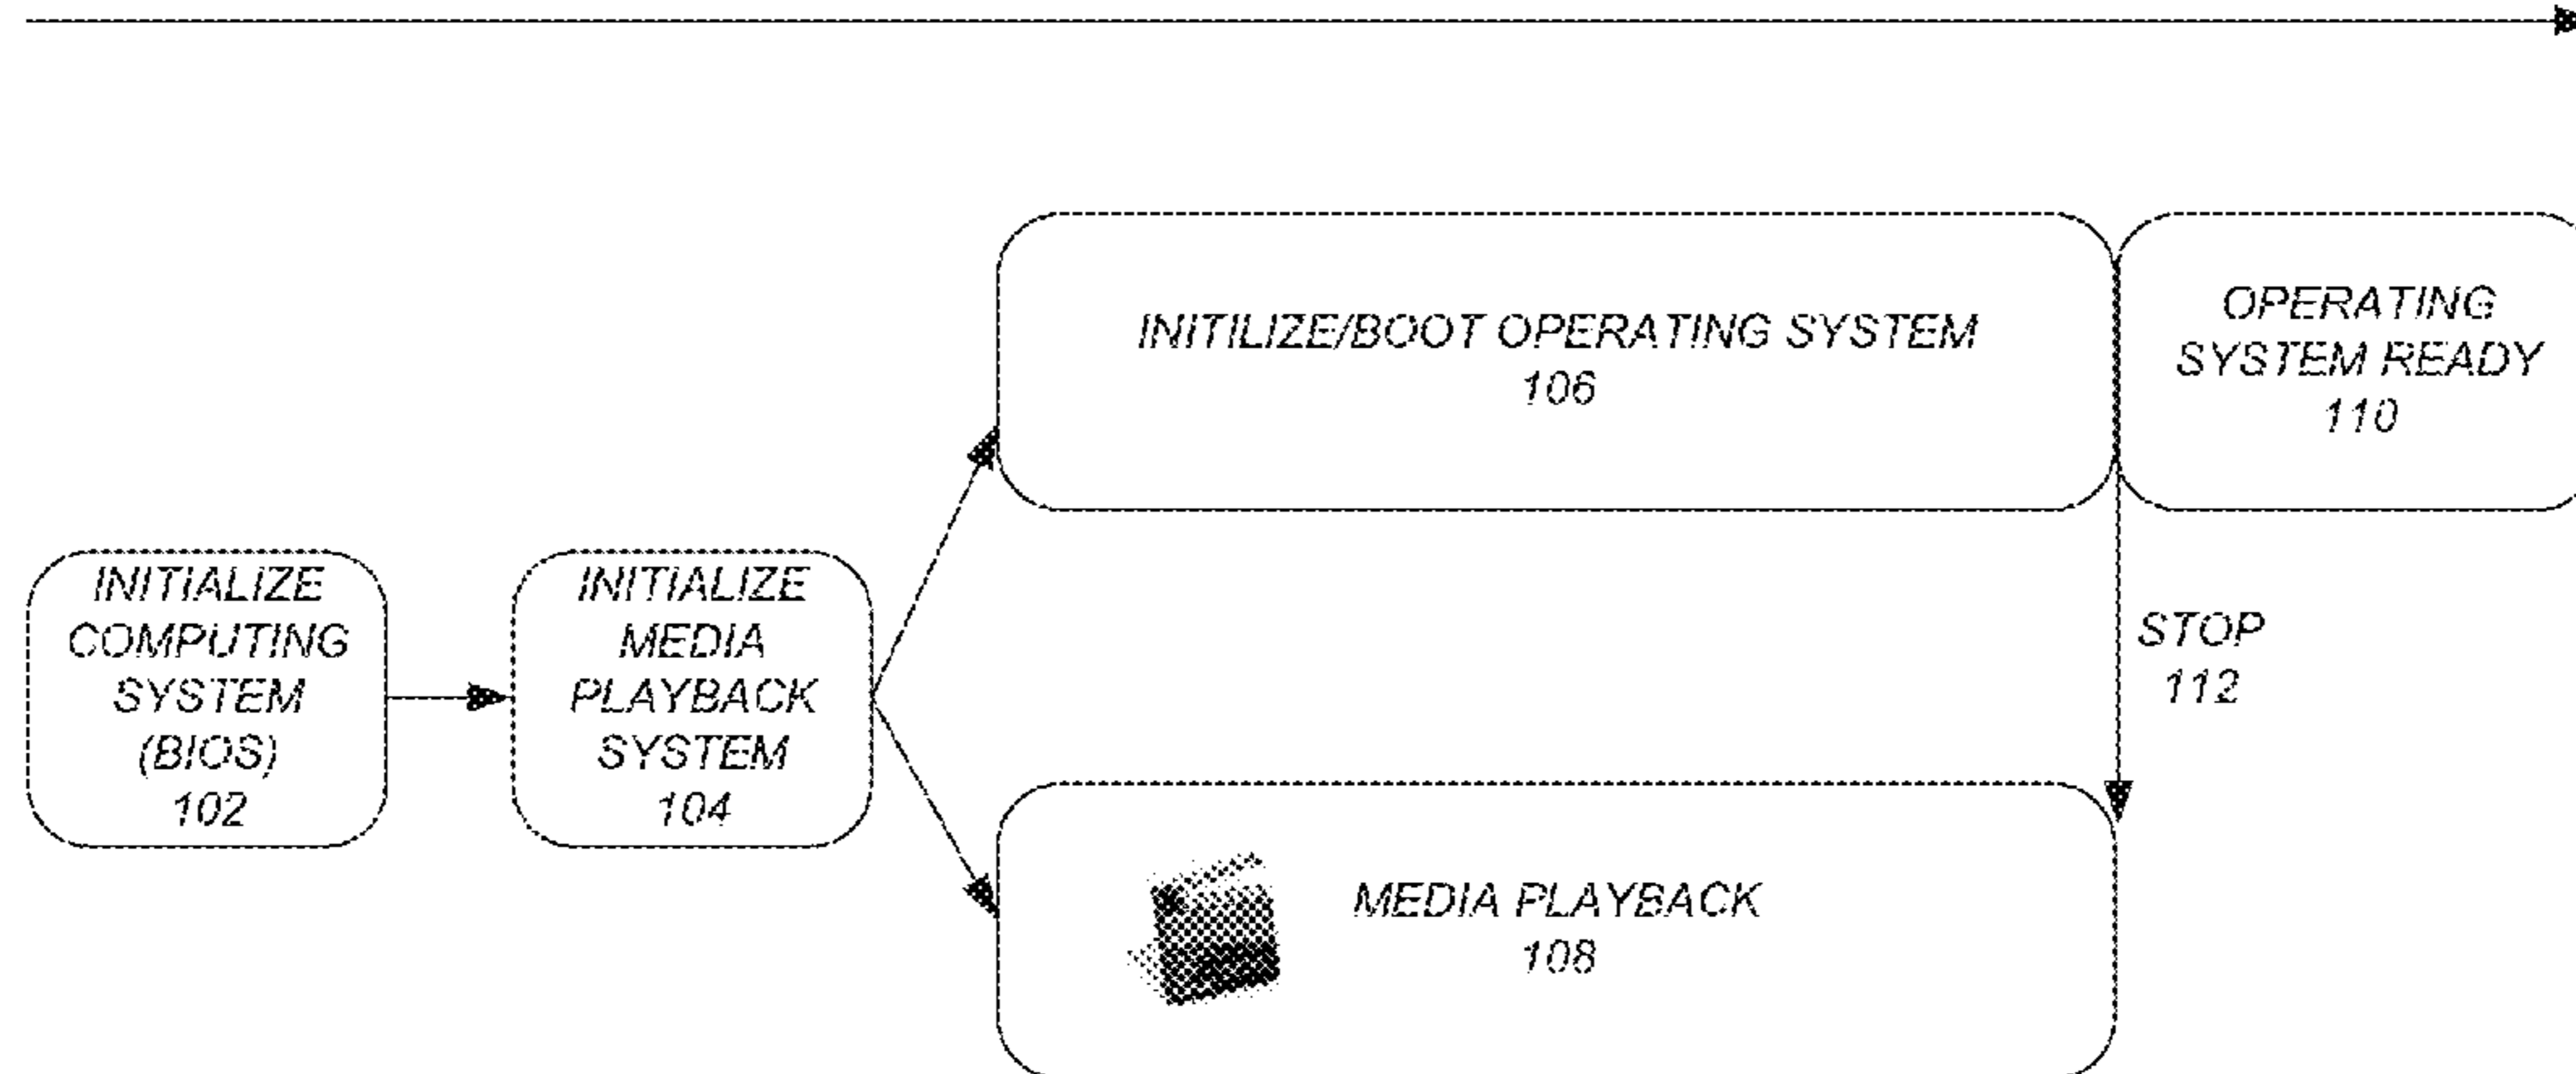 INITILIZE/BOOT OPERATING SYSTEM
106
OPERATING
SYSTEM READY
110
INITIALIZE
COMPUTING
SYSTEM
(BIOS)
102
INITIALIZE
MEDIA
PLAYBACK
SYSTEM
104
STOP
112
MEDIA PLAYBACK
108